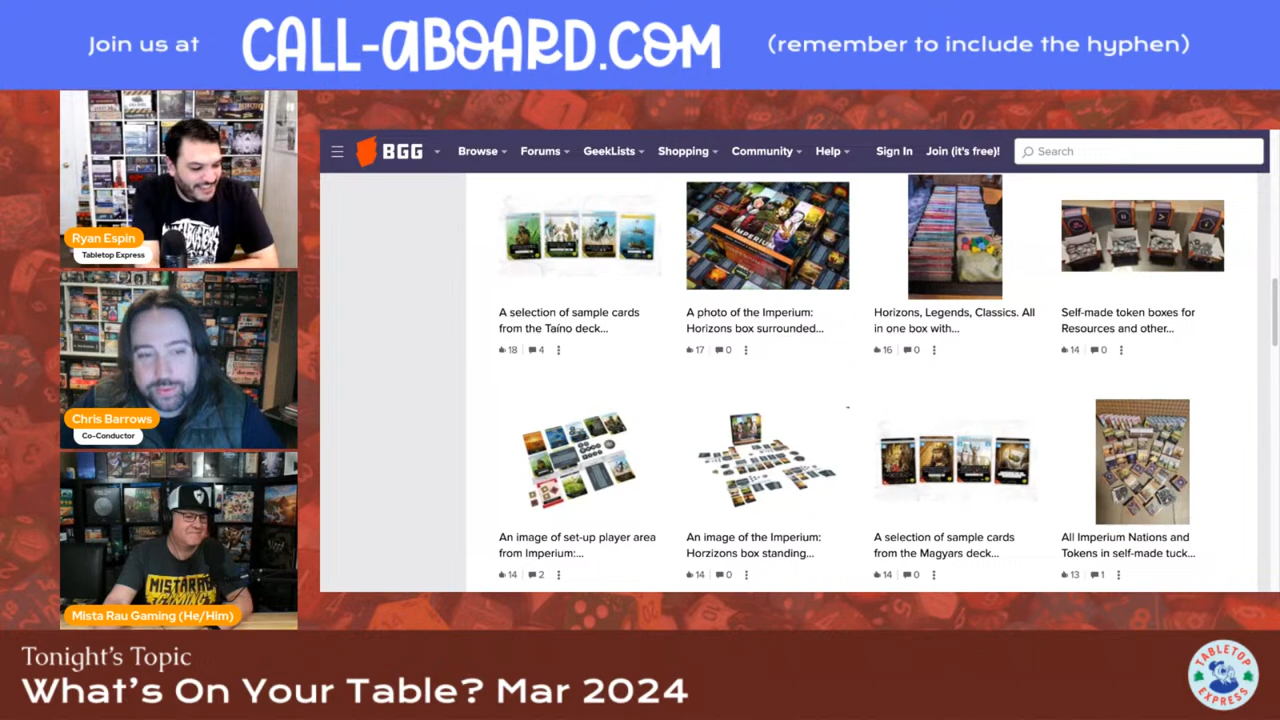 Join us at CALL-aBOARD.COM (remember to include the hyphen)
BGG Browse Forums GeekLists Shopping Community Help Sign In Join (it's free!) Search
Ryan Espin
Tabletop Express
Chris Barrows
Co-Conductor
MISTARAU
Mista Rau Gaming (He/Him)
IMPERIUM
A selection of sample cards
from the Taíno deck...
18 4
A photo of the Imperium:
Horizons box surrounded...
17 0
Horizons, Legends, Classics. All
in one box with...
16 0
Self-made token boxes for
Resources and other...
14 0
An image of set-up player area
from Imperium:...
14 2
An image of the Imperium:
Horzizons box standing...
14 0
A selection of sample cards
from the Magyars deck...
14 0
All Imperium Nations and
Tokens in self-made tuck...
13 1
Tonight's Topic
What's On Your Table? Mar 2024
TABLETOP
EXPRESS